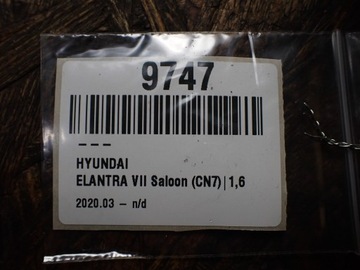 9747
---
HYUNDAI
ELANTRA VII Saloon (CN7)|1,6
2020.03 – n/d